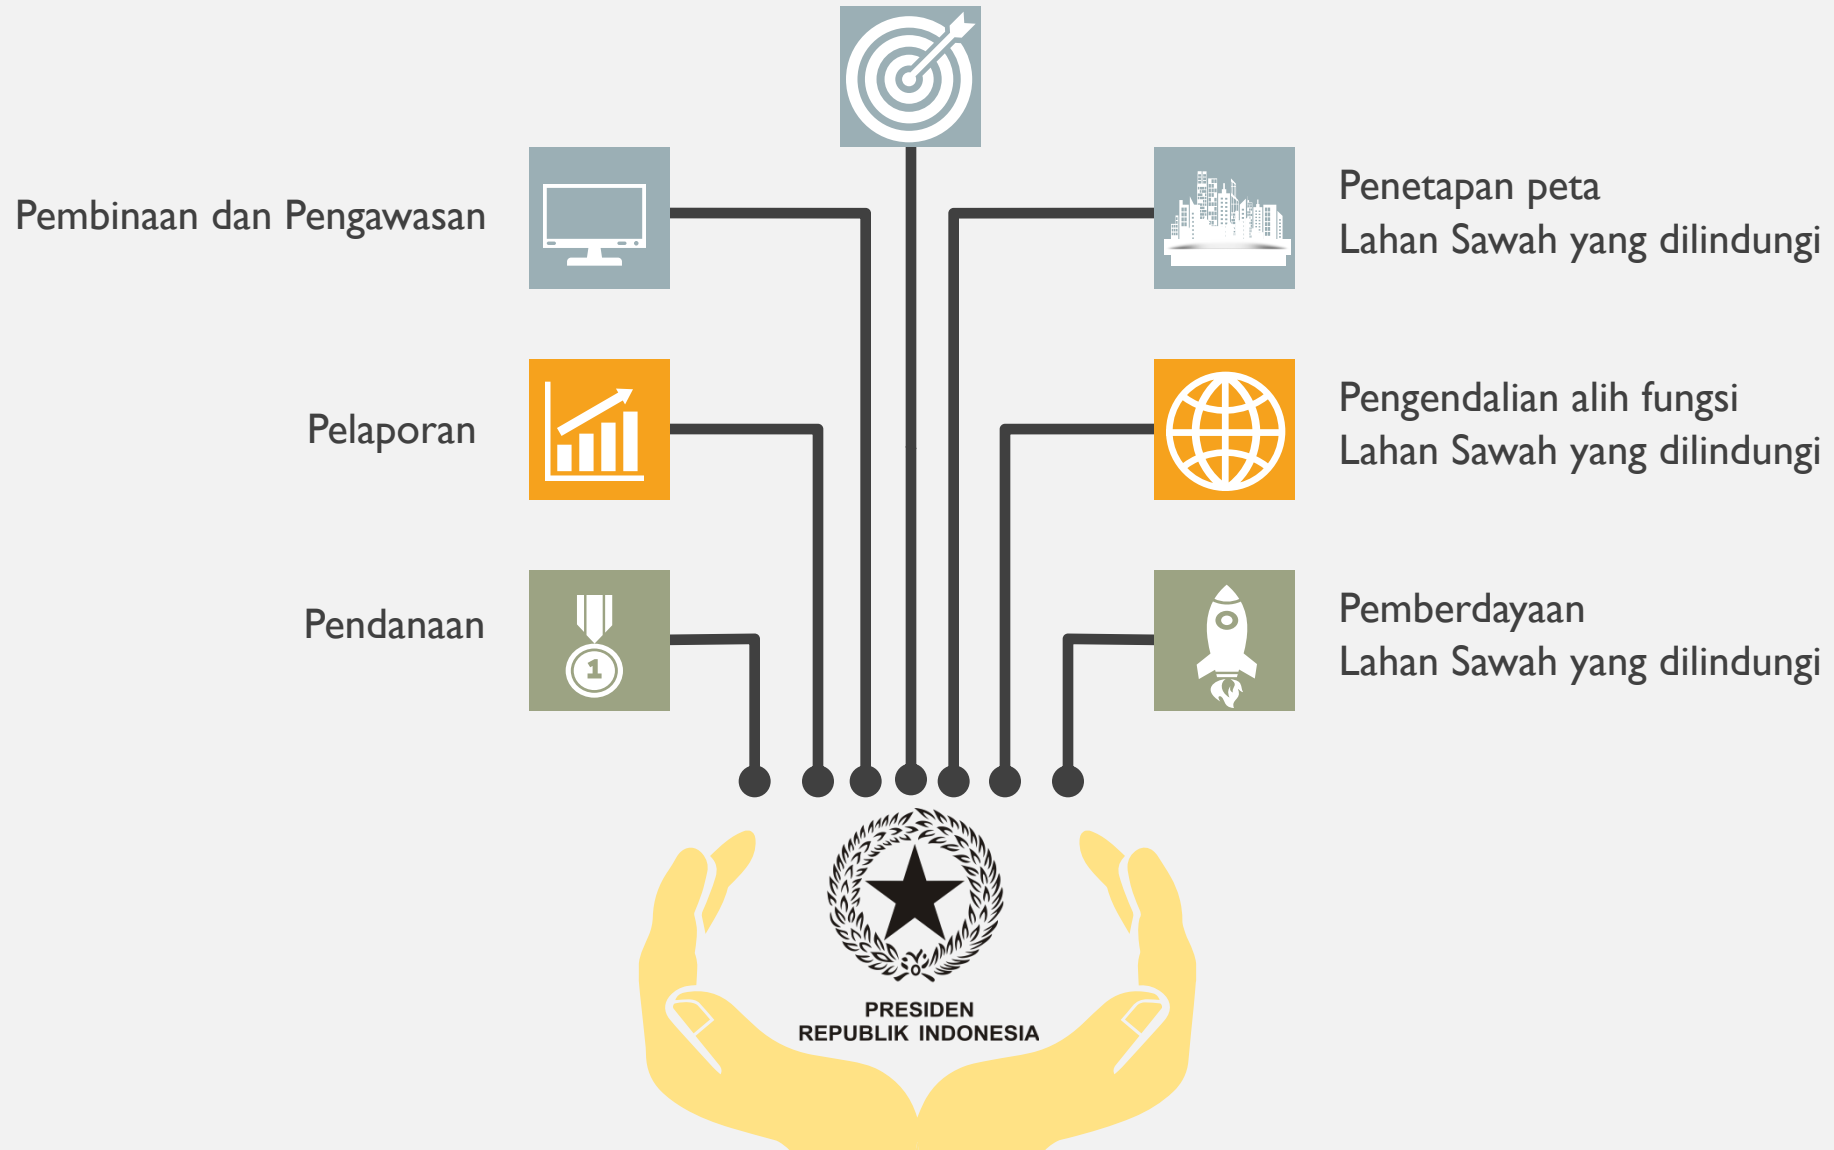 Pembinaan dan Pengawasan
Pelaporan
Pendanaan
Penetapan peta
Lahan Sawah yang dilindungi
Pengendalian alih fungsi
Lahan Sawah yang dilindungi
Pemberdayaan
Lahan Sawah yang dilindungi
1
PRESIDEN
REPUBLIK INDONESIA